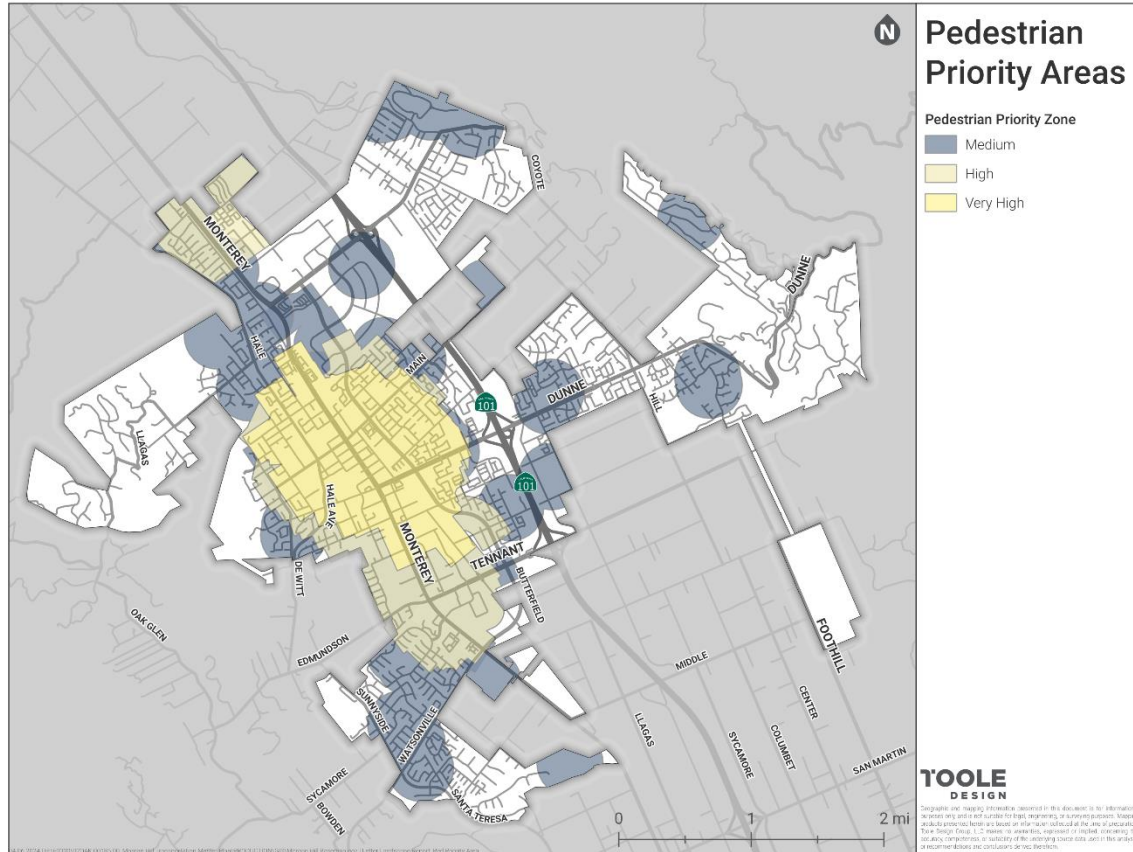 Pedestrian
Priority Areas
Pedestrian Priority Zone
Medium
High
Very High
N
COYOTE
MONTEREY
DUNNE
HALE
MAIN
101
DUNNE
HILL
LLAGAS
101
HALE AVE
MONTEREY
TENNANT
DE WITT
BUTTERFIELD
OAK GLEN
EDMUNDSON
FOOTHILL
MIDDLE
SUNNYSIDE
CENTER
WATSONVILLE
LLAGAS
SYCAMORE
COLUMBET
SAN MARTIN
SYCAMORE
BOWDEN
SANTA TERESA
0 1 2 mi
TOOLE
DESIGN